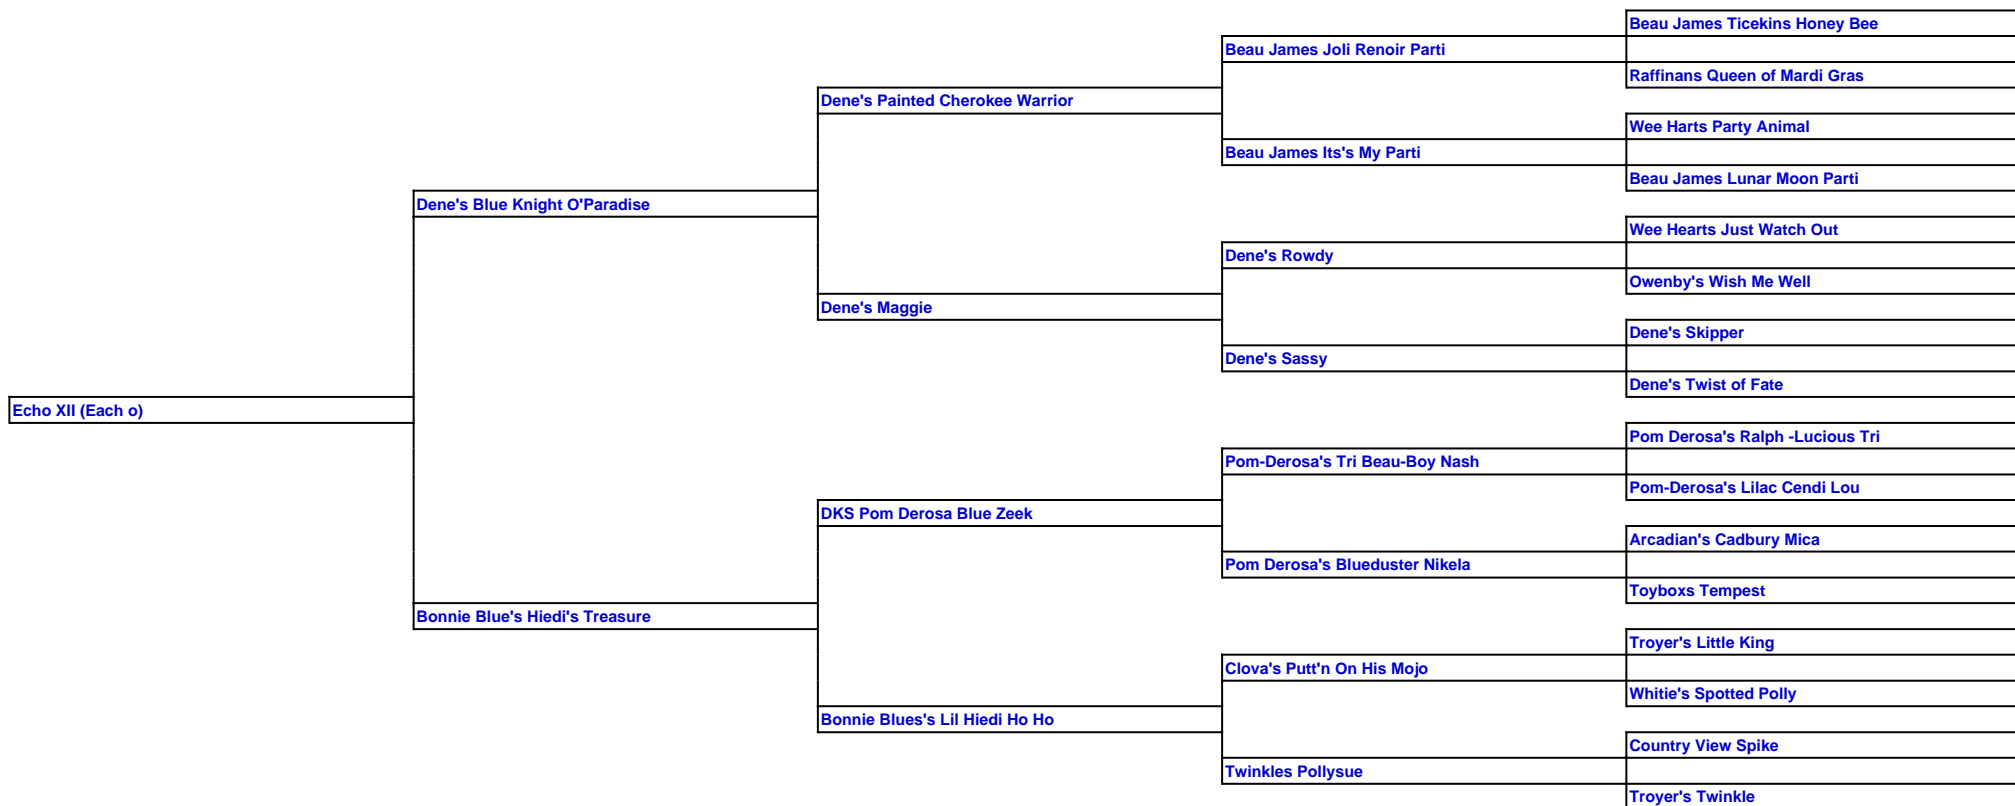 Beau James Ticekins Honey Bee
Beau James Joli Renoir Parti
Raffinans Queen of Mardi Gras
Dene's Painted Cherokee Warrior
Wee Harts Party Animal
Beau James Its's My Parti
Beau James Lunar Moon Parti
Dene's Blue Knight O'Paradise
Wee Hearts Just Watch Out
Dene's Rowdy
Owenby's Wish Me Well
Dene's Maggie
Dene's Skipper
Dene's Sassy
Dene's Twist of Fate
Echo XII (Each o)
Pom Derosa's Ralph -Lucious Tri
Pom-Derosa's Tri Beau-Boy Nash
Pom-Derosa's Lilac Cendi Lou
DKS Pom Derosa Blue Zeek
Arcadian's Cadbury Mica
Pom Derosa's Blueduster Nikela
Toyboxs Tempest
Bonnie Blue's Hiedi's Treasure
Troyer's Little King
Clova's Putt'n On His Mojo
Whitie's Spotted Polly
Bonnie Blues's Lil Hiedi Ho Ho
Country View Spike
Twinkles Pollysue
Troyer's Twinkle